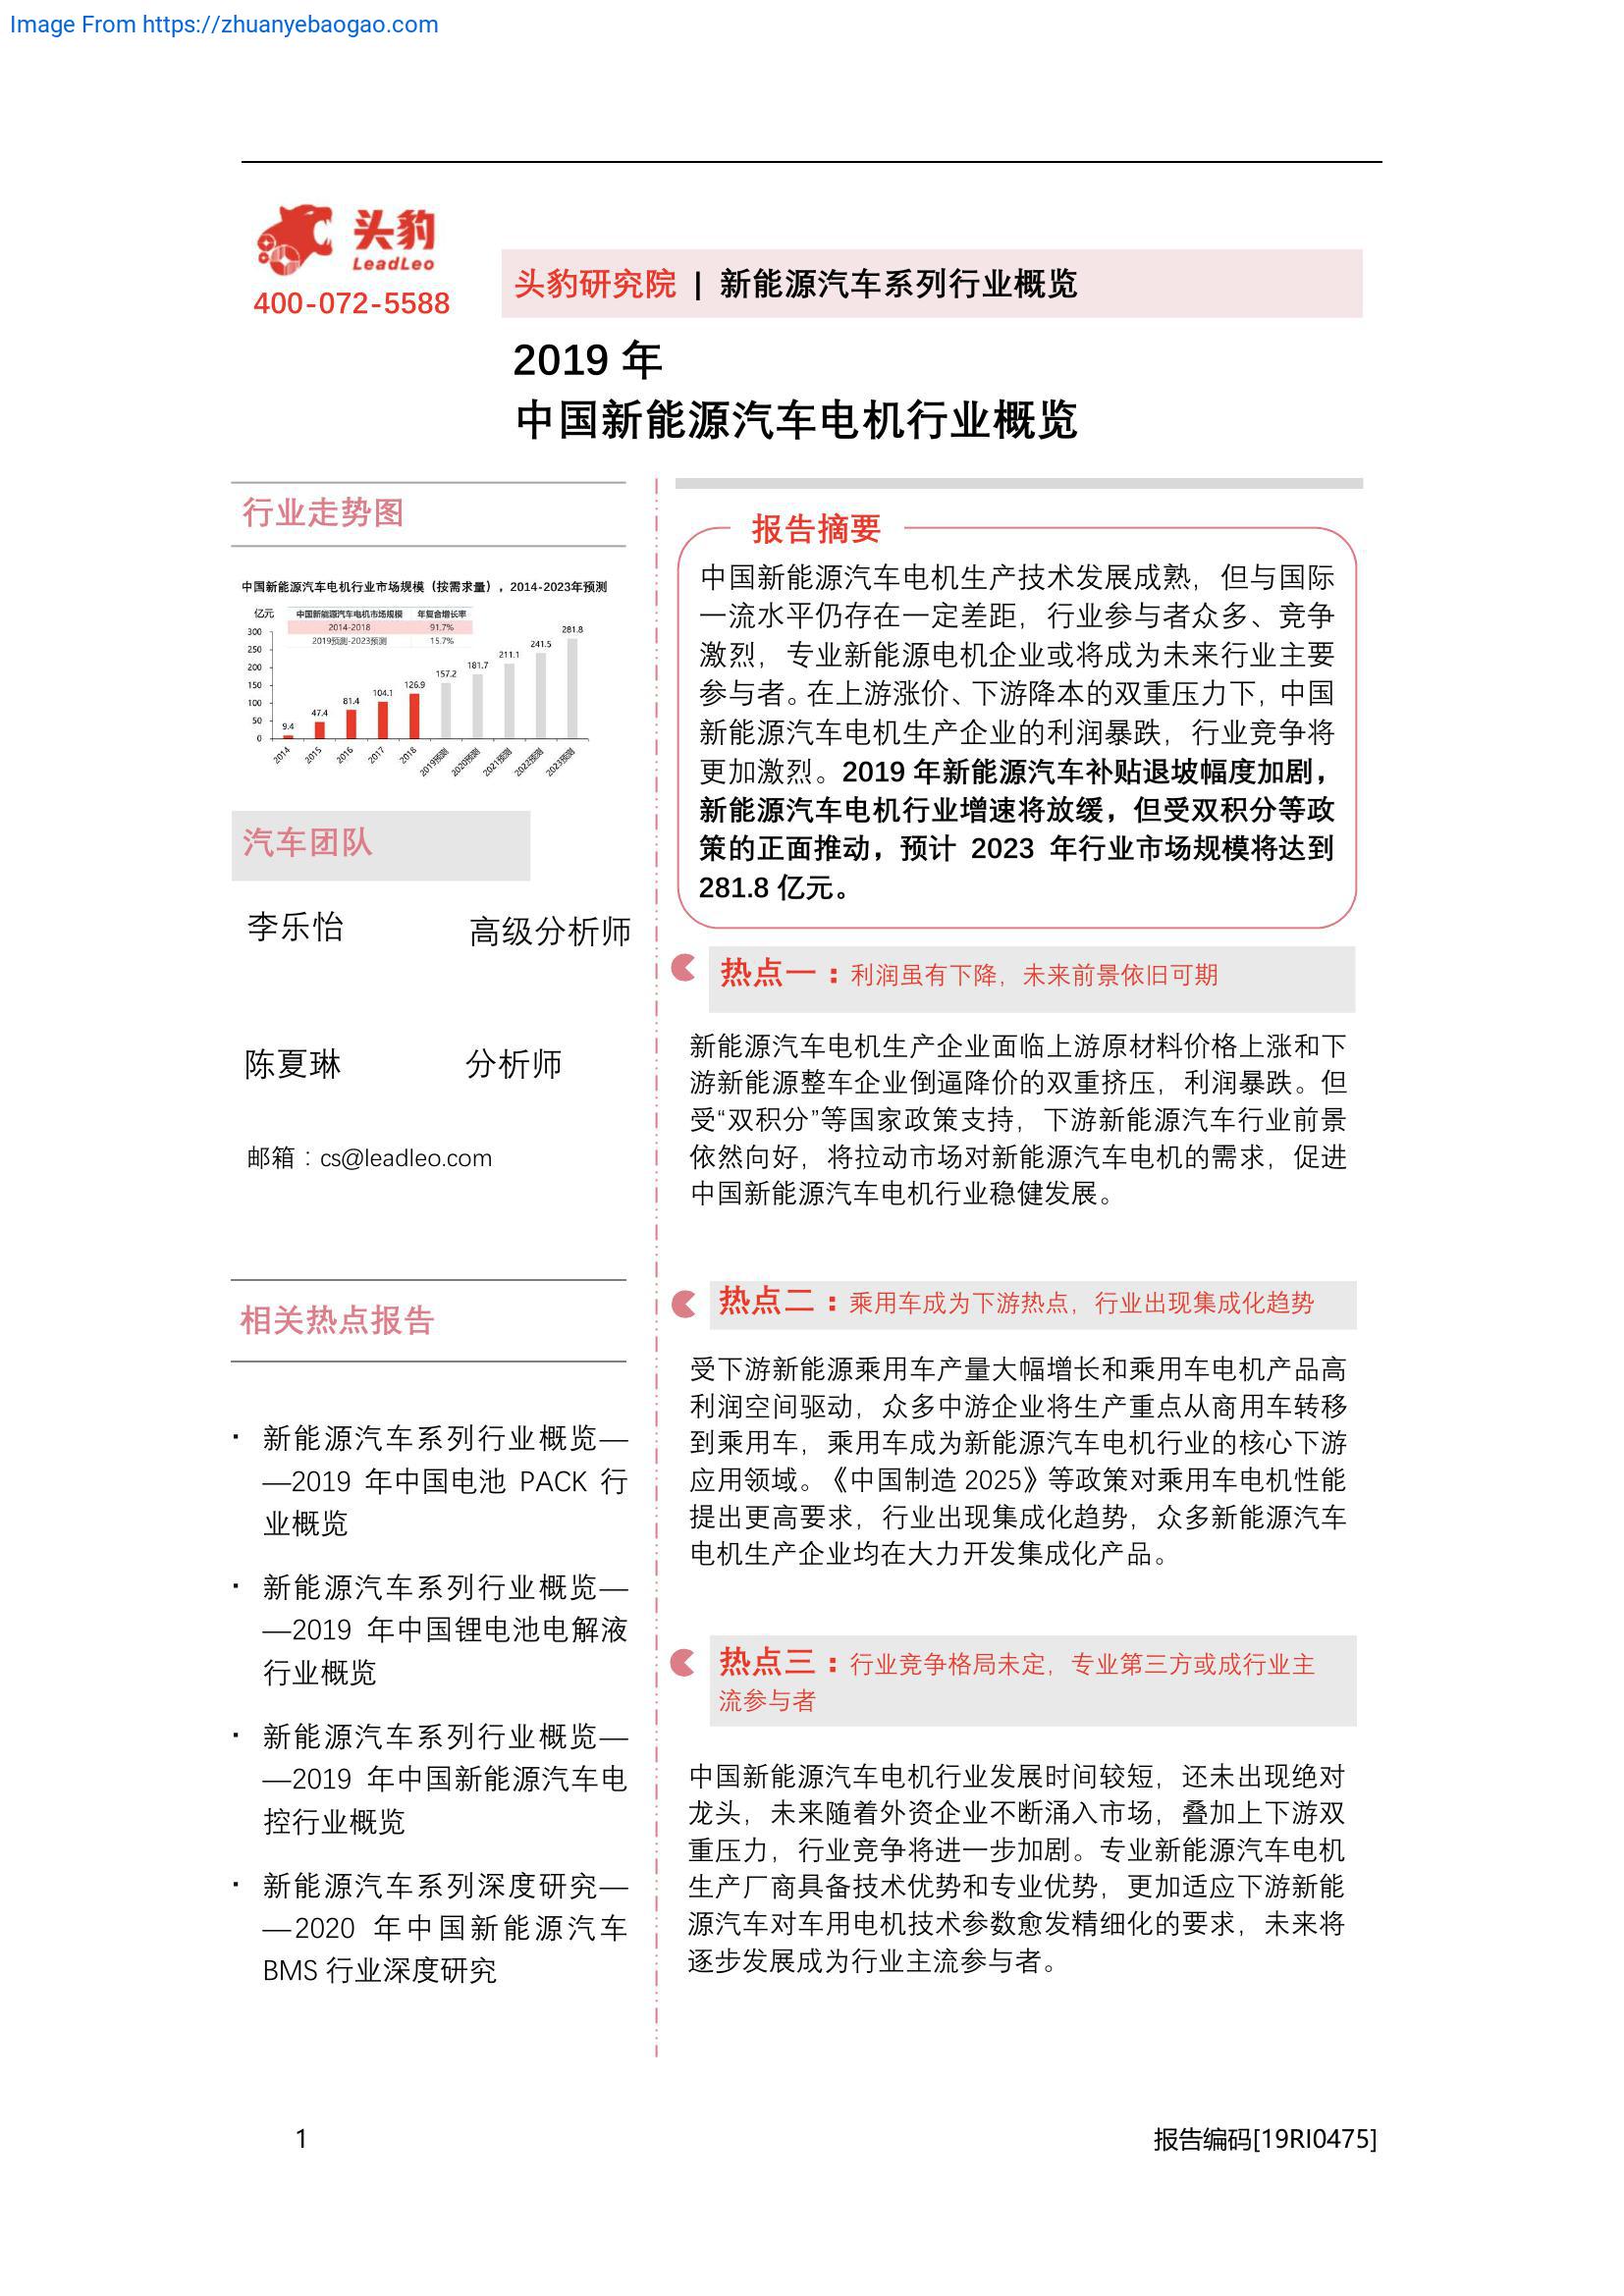 Image From https://zhuanyebaogao.com
头豹
LeadLeo
400-072-5588
头豹研究院 | 新能源汽车系列行业概览
2019 年
中国新能源汽车电机行业概览
行业走势图
中国新能源汽车电机行业市场规模（按需求量），2014-2023年预测
亿元
中国新能源汽车电机市场规模 年复合增长率
2014-2018 91.7%
2019预测-2023预测 15.7%
300
250
200
150
100
50
0
9.4
47.4
81.4
104.1
126.9
157.2
181.7
211.1
241.5
281.8
2014
2015
2016
2017
2018
2019预测
2020预测
2021预测
2022预测
2023预测
汽车团队
李乐怡 高级分析师
陈夏琳 分析师
邮箱：cs@leadleo.com
相关热点报告
· 新能源汽车系列行业概览—
—2019 年中国电池 PACK 行
业概览
· 新能源汽车系列行业概览—
—2019 年中国锂电池电解液
行业概览
· 新能源汽车系列行业概览—
—2019 年中国新能源汽车电
控行业概览
· 新能源汽车系列深度研究—
—2020 年中国新能源汽车
BMS 行业深度研究
报告摘要
中国新能源汽车电机生产技术发展成熟，但与国际
一流水平仍存在一定差距，行业参与者众多、竞争
激烈，专业新能源电机企业或将成为未来行业主要
参与者。在上游涨价、下游降本的双重压力下，中国
新能源汽车电机生产企业的利润暴跌，行业竞争将
更加激烈。2019 年新能源汽车补贴退坡幅度加剧，
新能源汽车电机行业增速将放缓，但受双积分等政
策的正面推动，预计 2023 年行业市场规模将达到
281.8 亿元。
热点一：利润虽有下降，未来前景依旧可期
新能源汽车电机生产企业面临上游原材料价格上涨和下
游新能源整车企业倒逼降价的双重挤压，利润暴跌。但
受“双积分”等国家政策支持，下游新能源汽车行业前景
依然向好，将拉动市场对新能源汽车电机的需求，促进
中国新能源汽车电机行业稳健发展。
热点二：乘用车成为下游热点，行业出现集成化趋势
受下游新能源乘用车产量大幅增长和乘用车电机产品高
利润空间驱动，众多中游企业将生产重点从商用车转移
到乘用车，乘用车成为新能源汽车电机行业的核心下游
应用领域。《中国制造 2025》等政策对乘用车电机性能
提出更高要求，行业出现集成化趋势，众多新能源汽车
电机生产企业均在大力开发集成化产品。
热点三：行业竞争格局未定，专业第三方或成行业主
流参与者
中国新能源汽车电机行业发展时间较短，还未出现绝对
龙头，未来随着外资企业不断涌入市场，叠加上下游双
重压力，行业竞争将进一步加剧。专业新能源汽车电机
生产厂商具备技术优势和专业优势，更加适应下游新能
源汽车对车用电机技术参数愈发精细化的要求，未来将
逐步发展成为行业主流参与者。
1
报告编码[19RI0475]